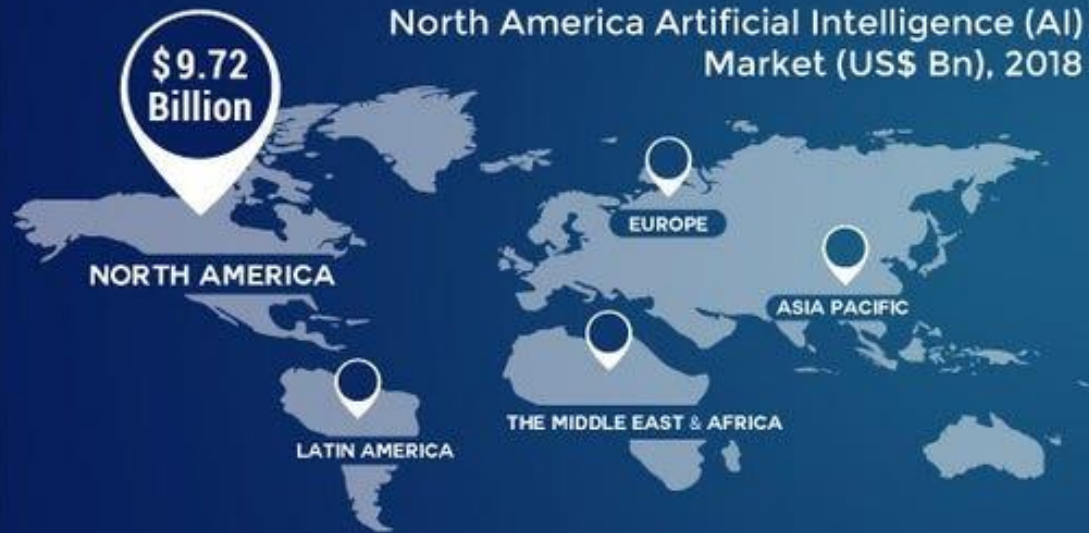 North America Artificial Intelligence (AI)
Market (US$ Bn), 2018
$9.72
Billion
EUROPE
NORTH AMERICA
ASIA PACIFIC
THE MIDDLE EAST & AFRICA
LATIN AMERICA